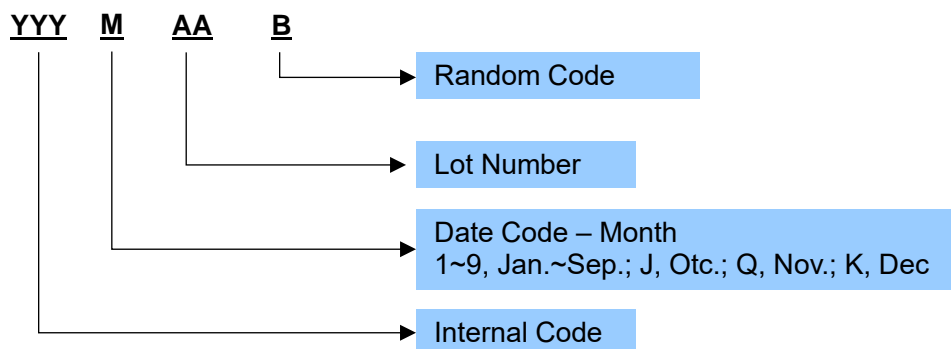 YYY M AA B
Random Code
Lot Number
Date Code – Month
1~9, Jan.~Sep.; J, Otc.; Q, Nov.; K, Dec
Internal Code